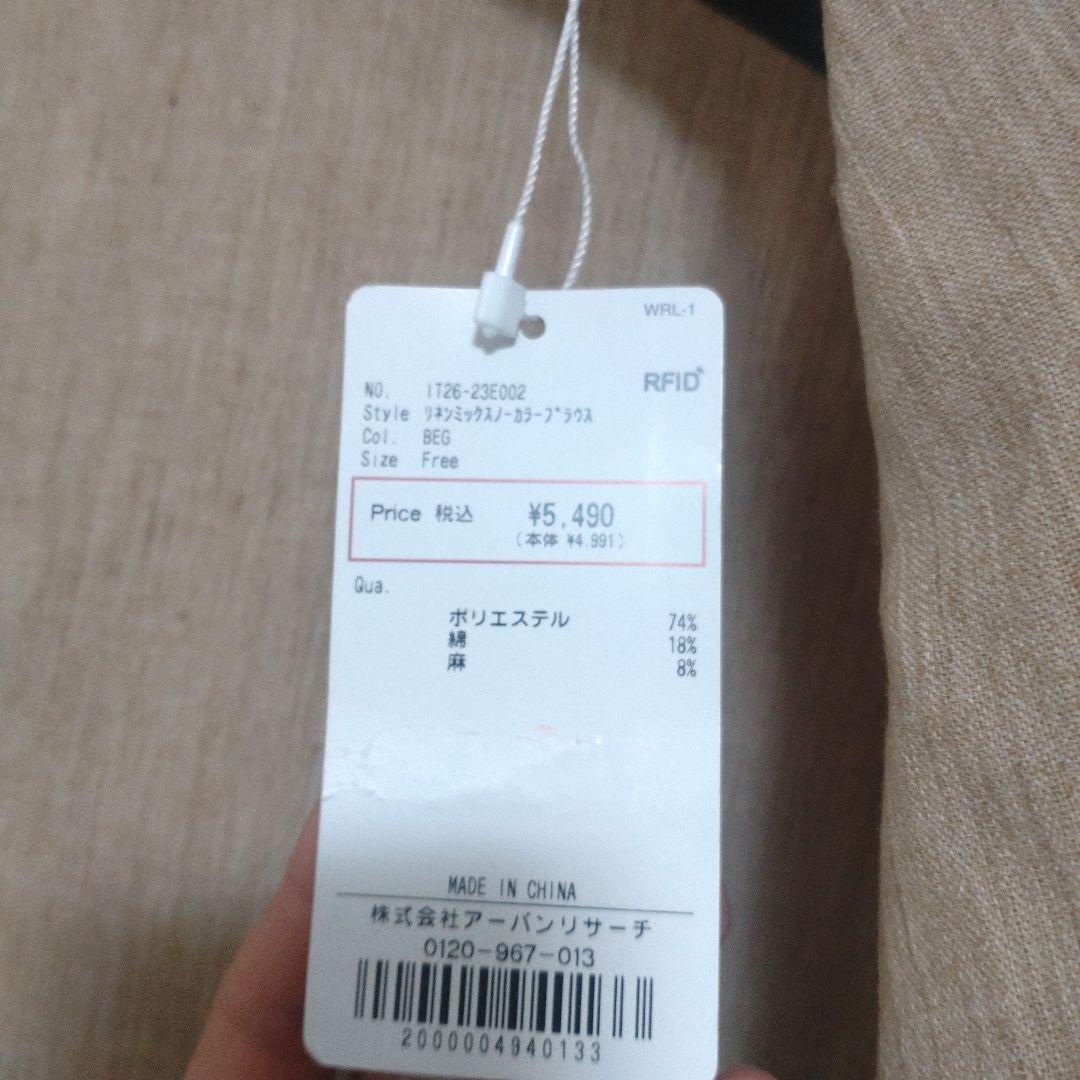 WRL-1
RFID
NO. IT26-23E002
Style リネンミックスノーカラーブラウス
Col. BEG
Size Free
Price 税込 ¥5,490
(本体 ¥4,991)
Qua.
ポリエステル 74%
綿 18%
麻 8%
MADE IN CHINA
株式会社アーバンリサーチ
0120-967-013
2000004940133